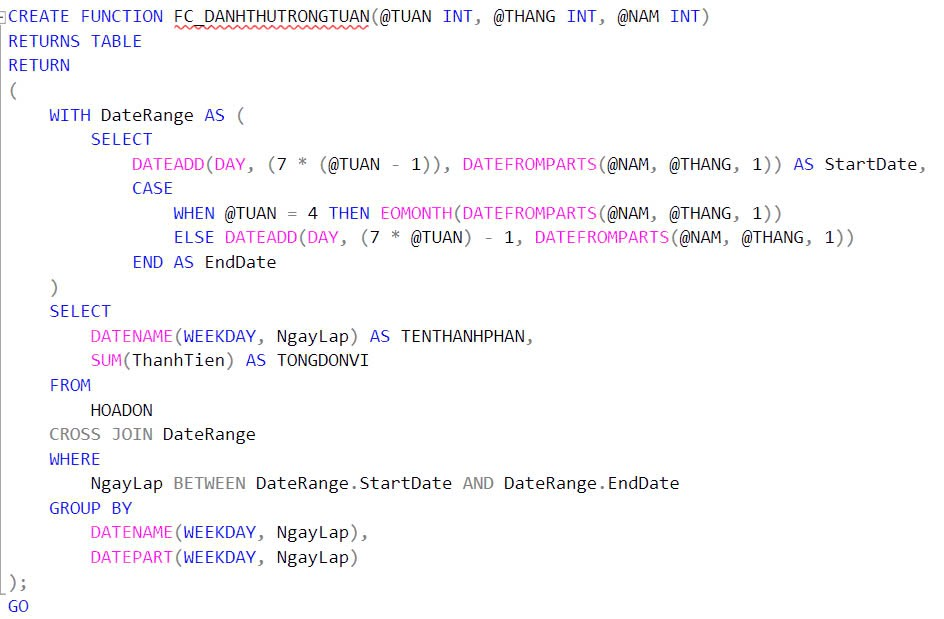 CREATE FUNCTION FC_DANHTHUTRONGTUAN(@TUAN INT, @THANG INT, @NAM INT)
RETURNS TABLE
RETURN
(
    WITH DateRange AS (
        SELECT
            DATEADD(DAY, (7 * (@TUAN - 1)), DATEFROMPARTS(@NAM, @THANG, 1)) AS StartDate,
            CASE
                WHEN @TUAN = 4 THEN EOMONTH(DATEFROMPARTS(@NAM, @THANG, 1))
                ELSE DATEADD(DAY, (7 * @TUAN) - 1, DATEFROMPARTS(@NAM, @THANG, 1))
            END AS EndDate
    )
    SELECT
        DATENAME(WEEKDAY, NgayLap) AS TENTHANHPHAN,
        SUM(ThanhTien) AS TONGDONVI
    FROM
        HOADON
    CROSS JOIN DateRange
    WHERE
        NgayLap BETWEEN DateRange.StartDate AND DateRange.EndDate
    GROUP BY
        DATENAME(WEEKDAY, NgayLap),
        DATEPART(WEEKDAY, NgayLap)
);
GO